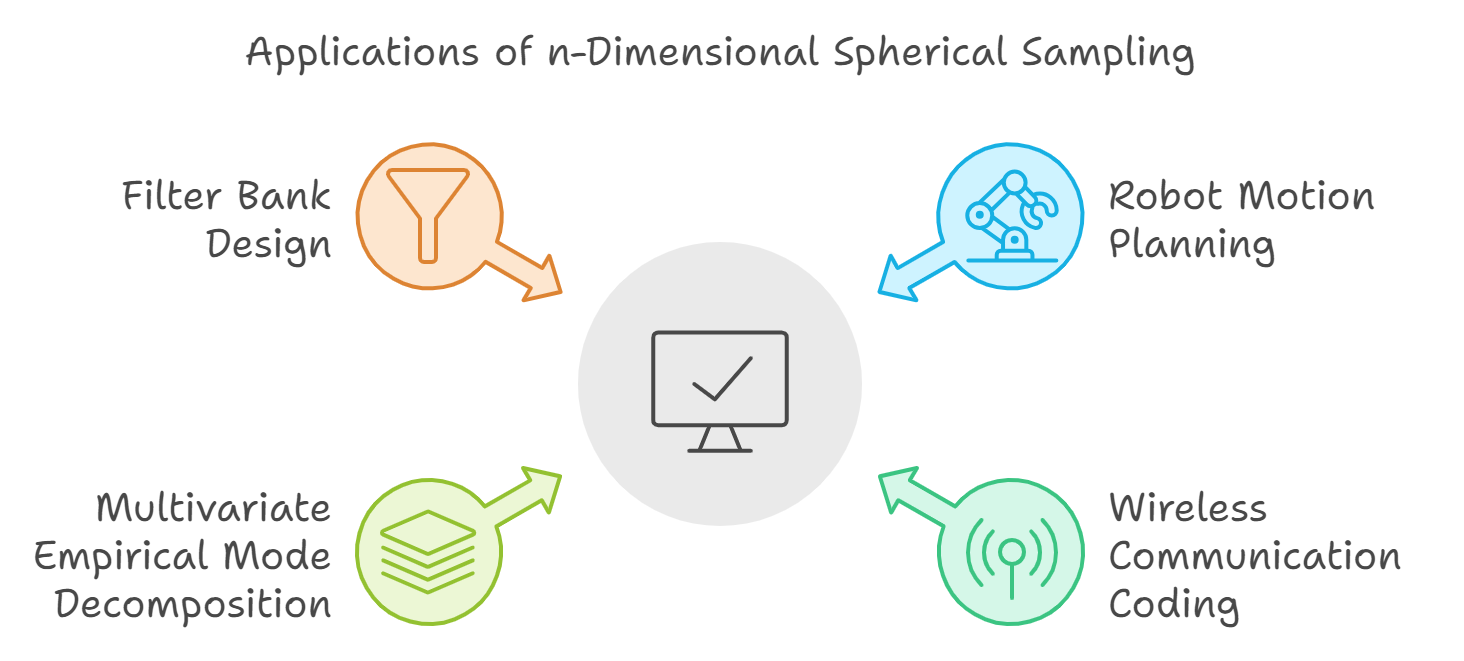 Applications of n-Dimensional Spherical Sampling
Filter Bank
Design
Robot Motion
Planning
Multivariate
Empirical Mode
Decomposition
Wireless
Communication
Coding